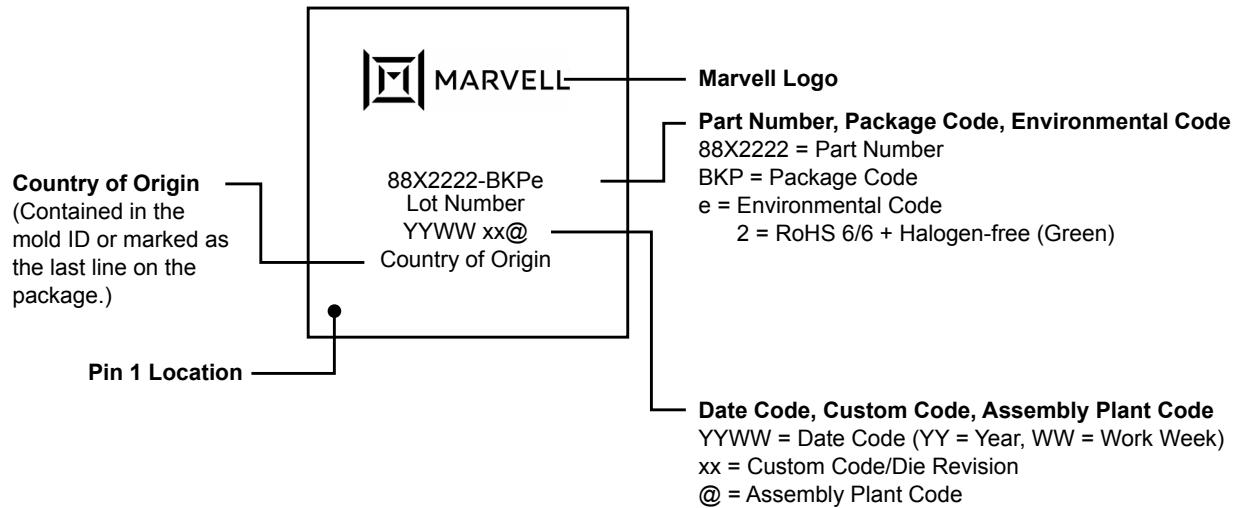 MARVELL
88X2222-BKPe
Lot Number
YYWW xx@
Country of Origin
Country of Origin
(Contained in the
mold ID or marked as
the last line on the
package.)
Pin 1 Location
Marvell Logo
Part Number, Package Code, Environmental Code
88X2222 = Part Number
BKP = Package Code
e = Environmental Code
2 = RoHS 6/6 + Halogen-free (Green)
Date Code, Custom Code, Assembly Plant Code
YYWW = Date Code (YY = Year, WW = Work Week)
xx = Custom Code/Die Revision
@ = Assembly Plant Code